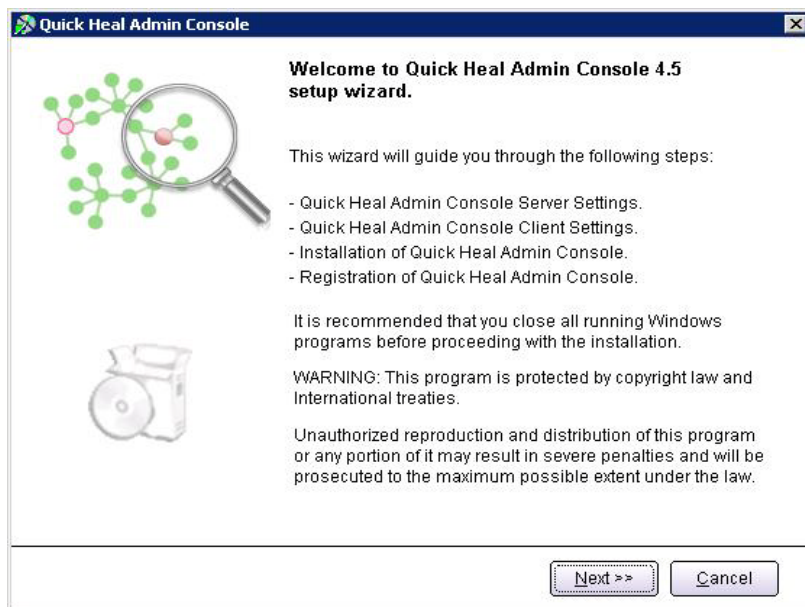 Quick Heal Admin Console
Welcome to Quick Heal Admin Console 4.5
setup wizard.
This wizard will guide you through the following steps:
- Quick Heal Admin Console Server Settings.
- Quick Heal Admin Console Client Settings.
- Installation of Quick Heal Admin Console.
- Registration of Quick Heal Admin Console.
It is recommended that you close all running Windows
programs before proceeding with the installation.
WARNING: This program is protected by copyright law and
International treaties.
Unauthorized reproduction and distribution of this program
or any portion of it may result in severe penalties and will be
prosecuted to the maximum possible extent under the law.
Next >>
Cancel